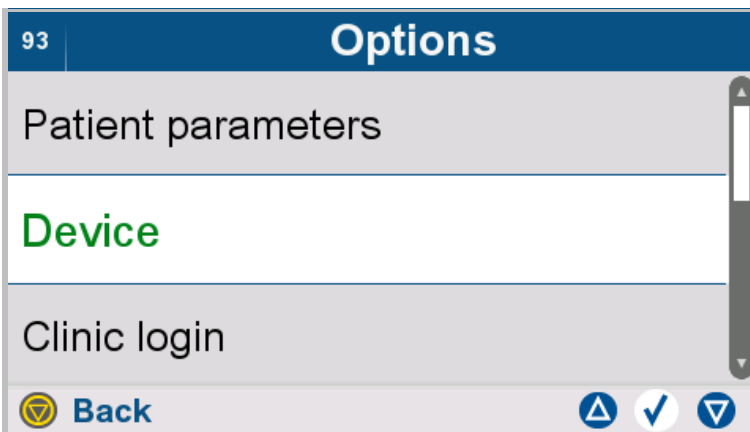 93
Options
Patient parameters
Device
Clinic login
Back